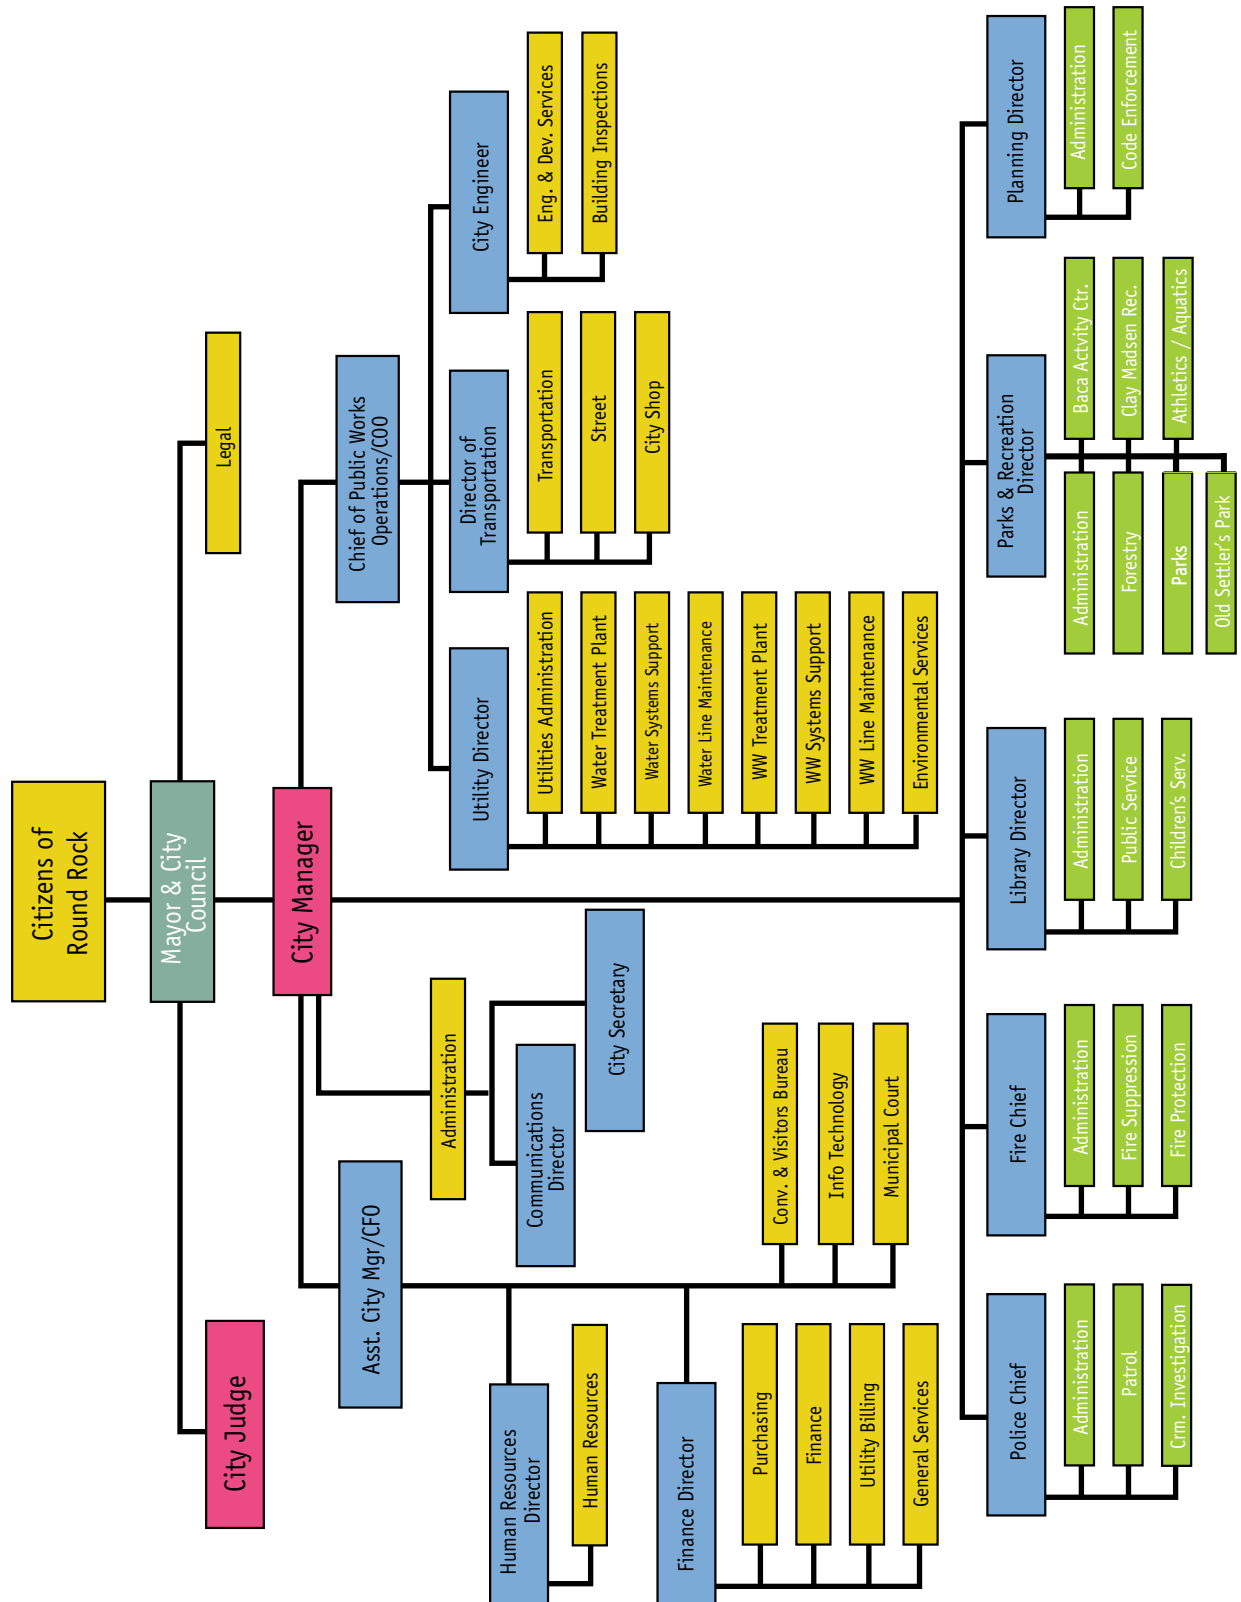 Citizens of
Round Rock
Mayor & City
Council
City Judge
Legal
City Manager
Asst. City Mgr/CFO
Administration
Chief of Public Works
Operations/COO
Human Resources
Director
Human Resources
Finance Director
Purchasing
Finance
Utility Billing
General Services
Conv. & Visitors Bureau
Info Technology
Municipal Court
Communications
Director
City Secretary
Utility Director
Utilities Administration
Water Treatment Plant
Water Systems Support
Water Line Maintenance
WW Treatment Plant
WW Systems Support
WW Line Maintenance
Environmental Services
Director of
Transportation
Transportation
Street
City Shop
City Engineer
Eng. & Dev. Services
Building Inspections
Police Chief
Administration
Patrol
Crm. Investigation
Fire Chief
Administration
Fire Suppression
Fire Protection
Library Director
Administration
Public Service
Children's Serv.
Parks & Recreation
Director
Administration
Forestry
Parks
Old Settler's Park
Baca Actvity Ctr.
Clay Madsen Rec.
Athletics / Aquatics
Planning Director
Administration
Code Enforcement